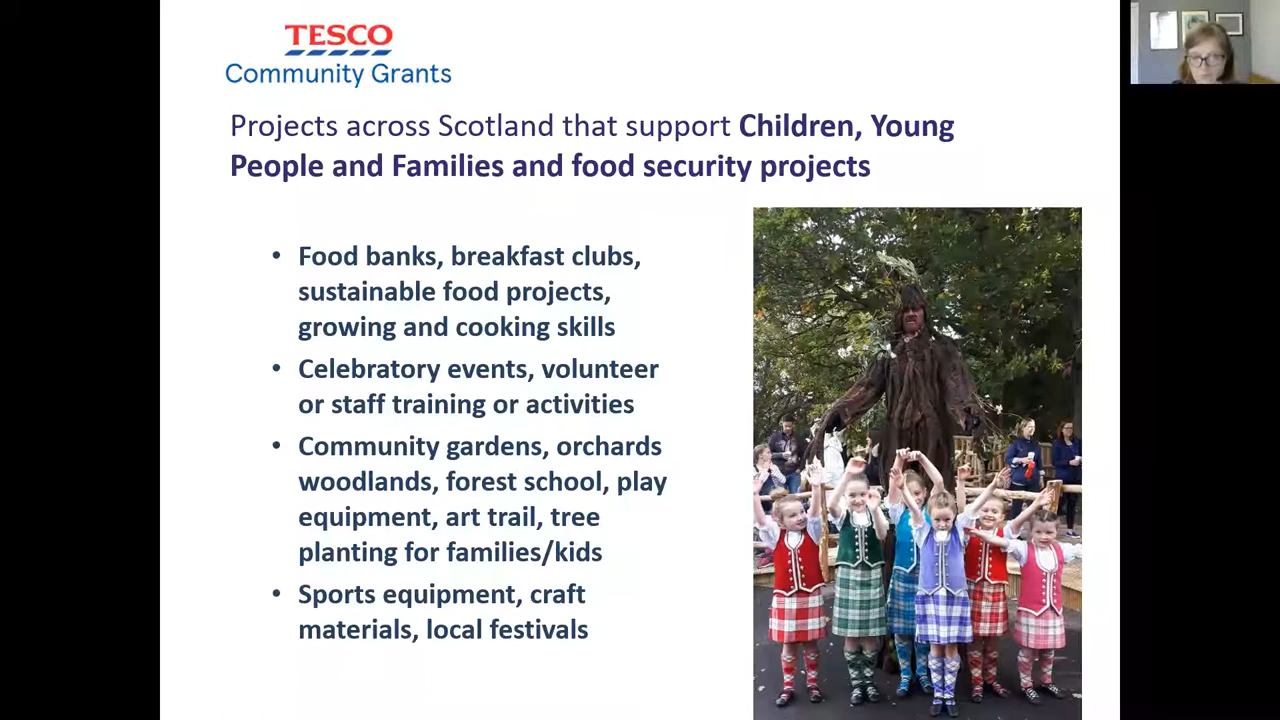 TESCO
Community Grants
Projects across Scotland that support Children, Young
People and Families and food security projects
• Food banks, breakfast clubs,
sustainable food projects,
growing and cooking skills
• Celebratory events, volunteer
or staff training or activities
• Community gardens, orchards
woodlands, forest school, play
equipment, art trail, tree
planting for families/kids
• Sports equipment, craft
materials, local festivals